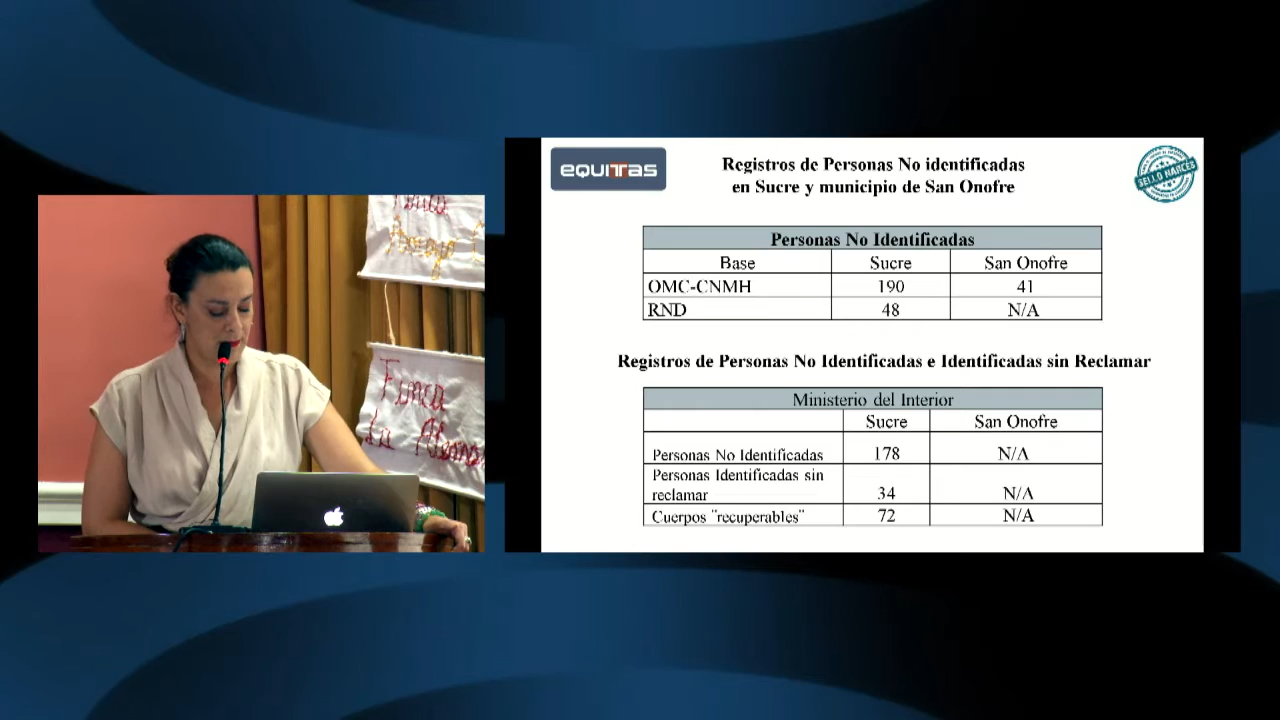 Finca
EQUITAS
Registros de Personas No identificadas
en Sucre y municipio de San Onofre
SELLO NARCÉS
Personas No Identificadas
Base Sucre San Onofre
OMC-CNMH 190 41
RND 48 N/A
Registros de Personas No Identificadas e Identificadas sin Reclamar
Ministerio del Interior
Sucre San Onofre
Personas No Identificadas 178 N/A
Personas Identificadas sin
reclamar 34 N/A
Cuerpos "recuperables" 72 N/A